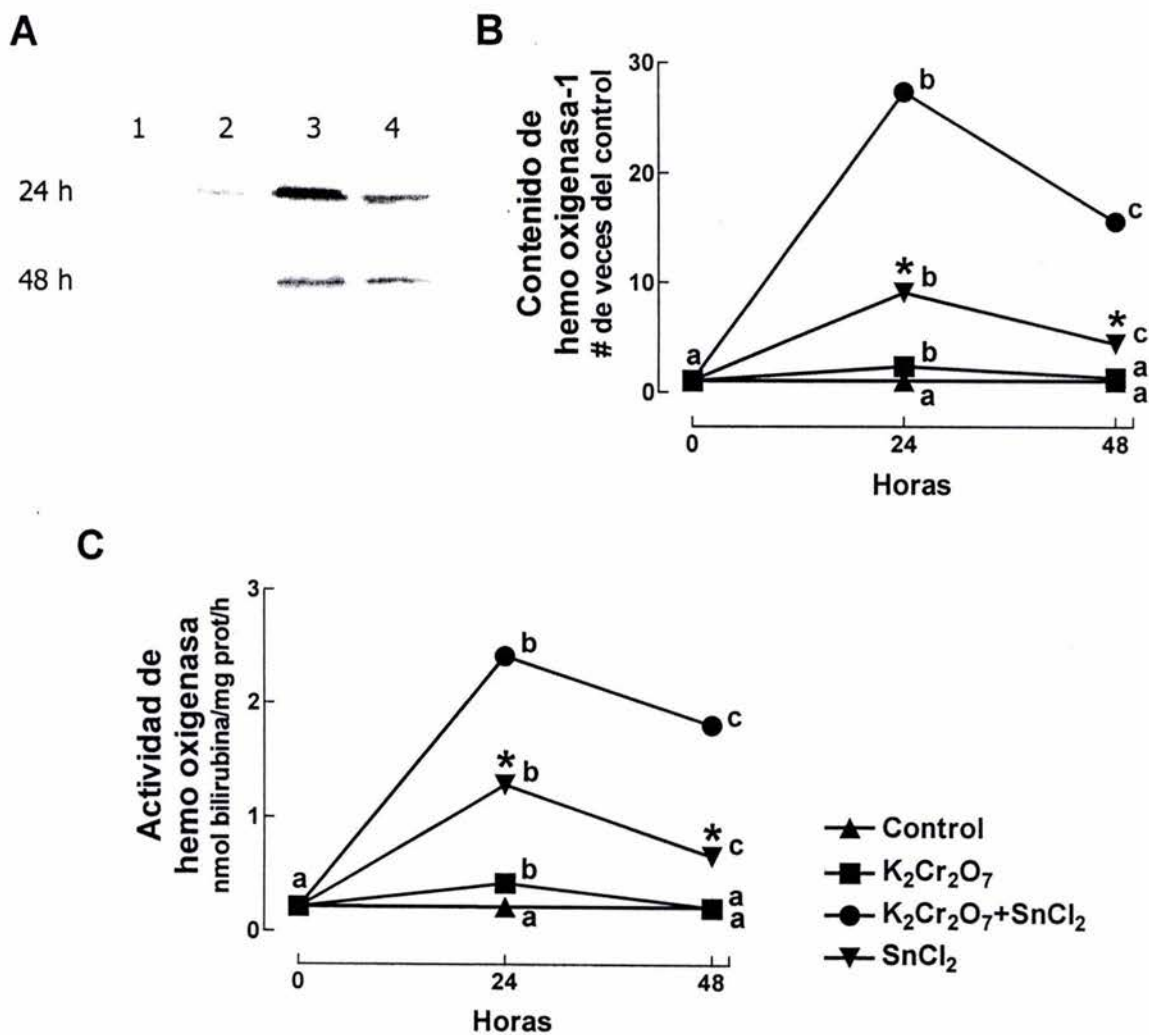 A
1 2 3 4
24 h
48 h
B
Contenido de
hemo oxigenasa-1
# de veces del control
30
20
10
0
a
b
* b
b
a
c
* c
a
a
0 24 48
Horas
C
Actividad de
hemo oxigenasa
nmol bilirubina/mg prot/h
3
2
1
0
a
b
* b
b
a
c
* c
a
a
0 24 48
Horas
Control
K₂Cr₂O₇
K₂Cr₂O₇+SnCl₂
SnCl₂